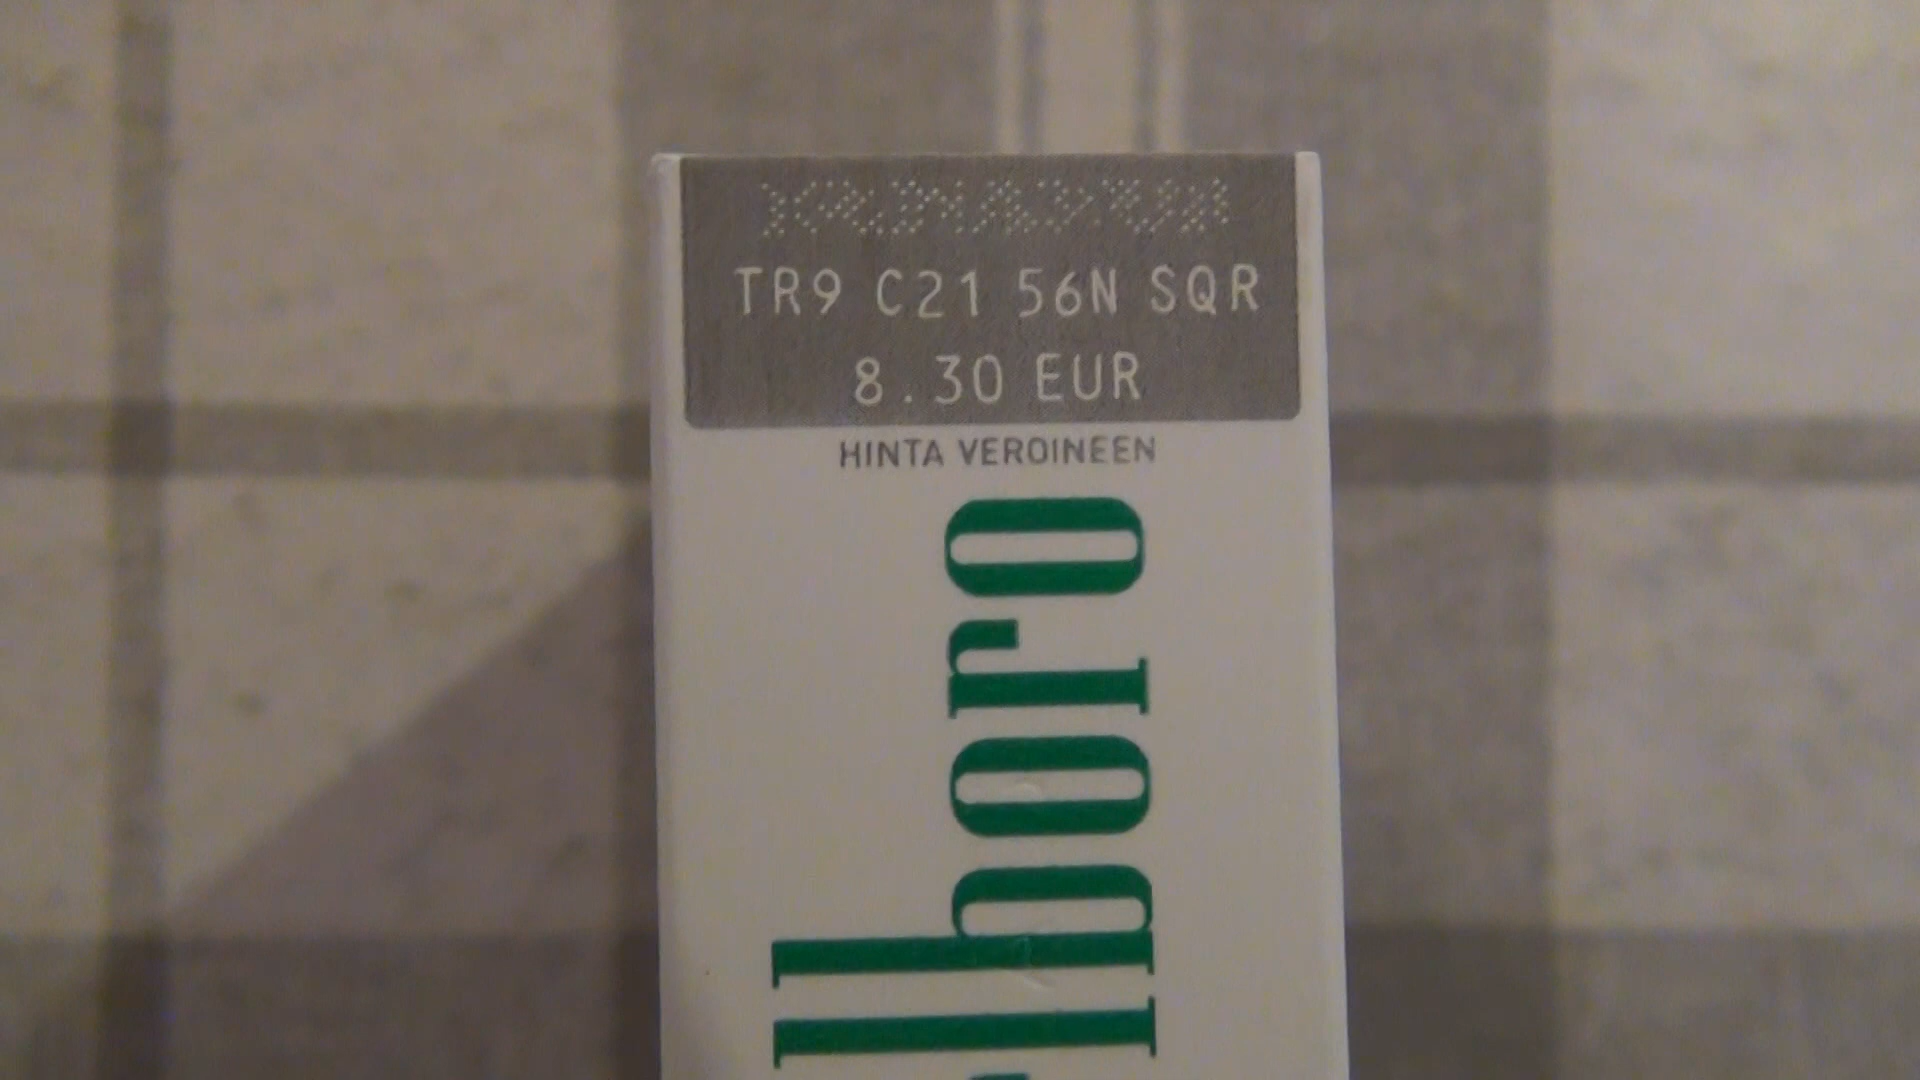 TR9 C21 56N SQR
8.30 EUR
HINTA VEROINEEN
lboro